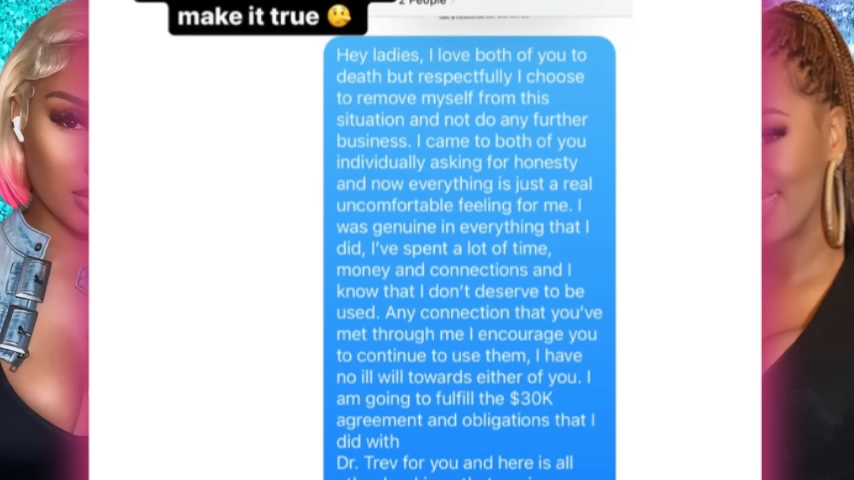 make it true 🤨
2 People
Hey ladies, I love both of you to
death but respectfully I choose
to remove myself from this
situation and not do any further
business. I came to both of you
individually asking for honesty
and now everything is just a real
uncomfortable feeling for me. I
was genuine in everything that I
did, I've spent a lot of time,
money and connections and I
know that I don't deserve to be
used. Any connection that you've
met through me I encourage you
to continue to use them, I have
no ill will towards either of you. I
am going to fulfill the $30K
agreement and obligations that I
did with
Dr. Trev for you and here is all